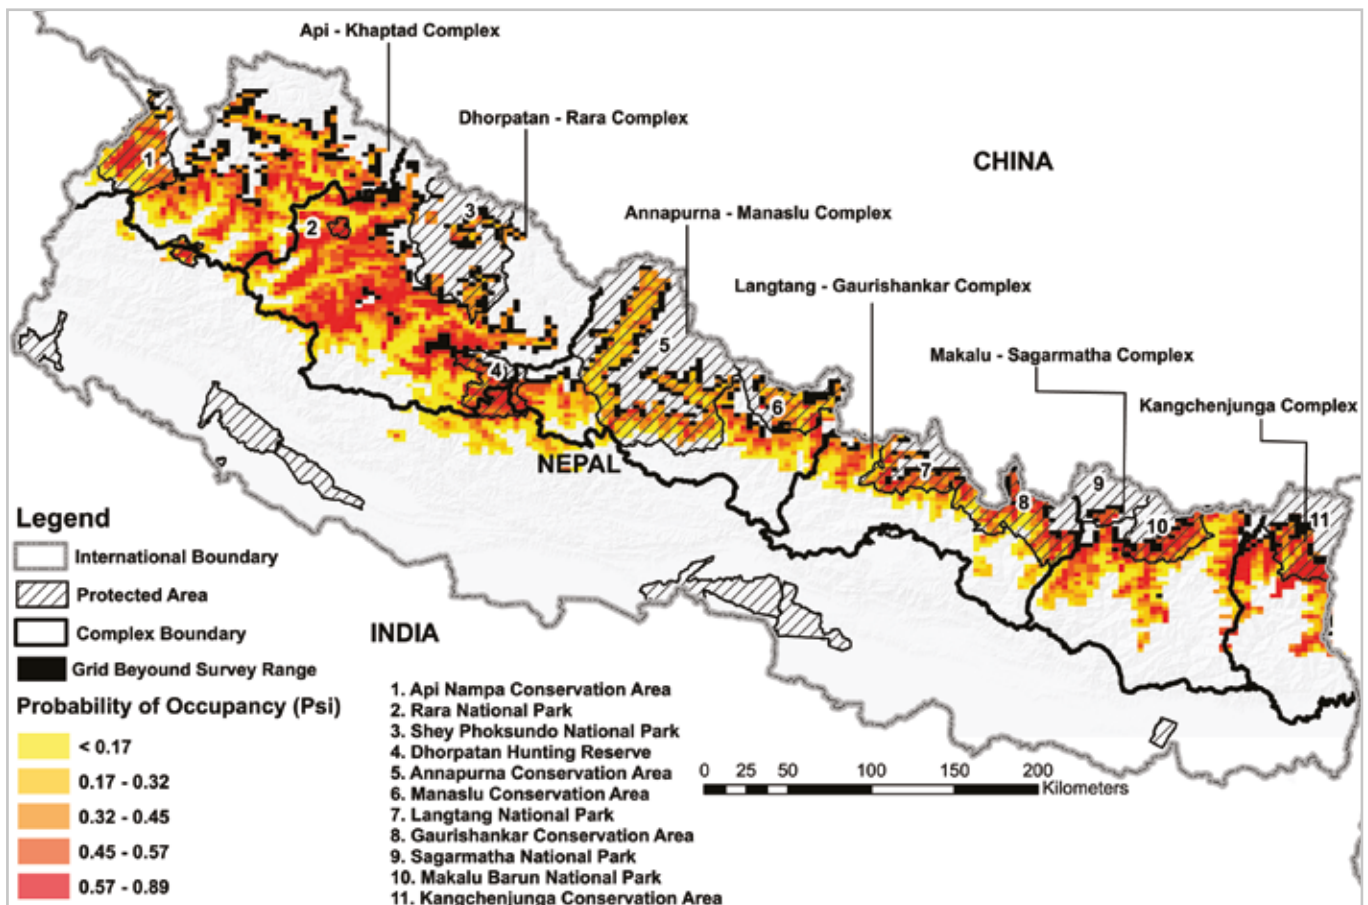 Api - Khaptad Complex
Dhorpatan - Rara Complex
CHINA
Annapurna - Manaslu Complex
Langtang - Gaurishankar Complex
Makalu - Sagarmatha Complex
Kangchenjunga Complex
1
2
3
4
5
6
7
8
9
10
11
NEPAL
INDIA
Legend
International Boundary
Protected Area
Complex Boundary
Grid Beyound Survey Range
Probability of Occupancy (Psi)
< 0.17
0.17 - 0.32
0.32 - 0.45
0.45 - 0.57
0.57 - 0.89
1. Api Nampa Conservation Area
2. Rara National Park
3. Shey Phoksundo National Park
4. Dhorpatan Hunting Reserve
5. Annapurna Conservation Area
6. Manaslu Conservation Area
7. Langtang National Park
8. Gaurishankar Conservation Area
9. Sagarmatha National Park
10. Makalu Barun National Park
11. Kangchenjunga Conservation Area
0 25 50 100 150 200
Kilometers